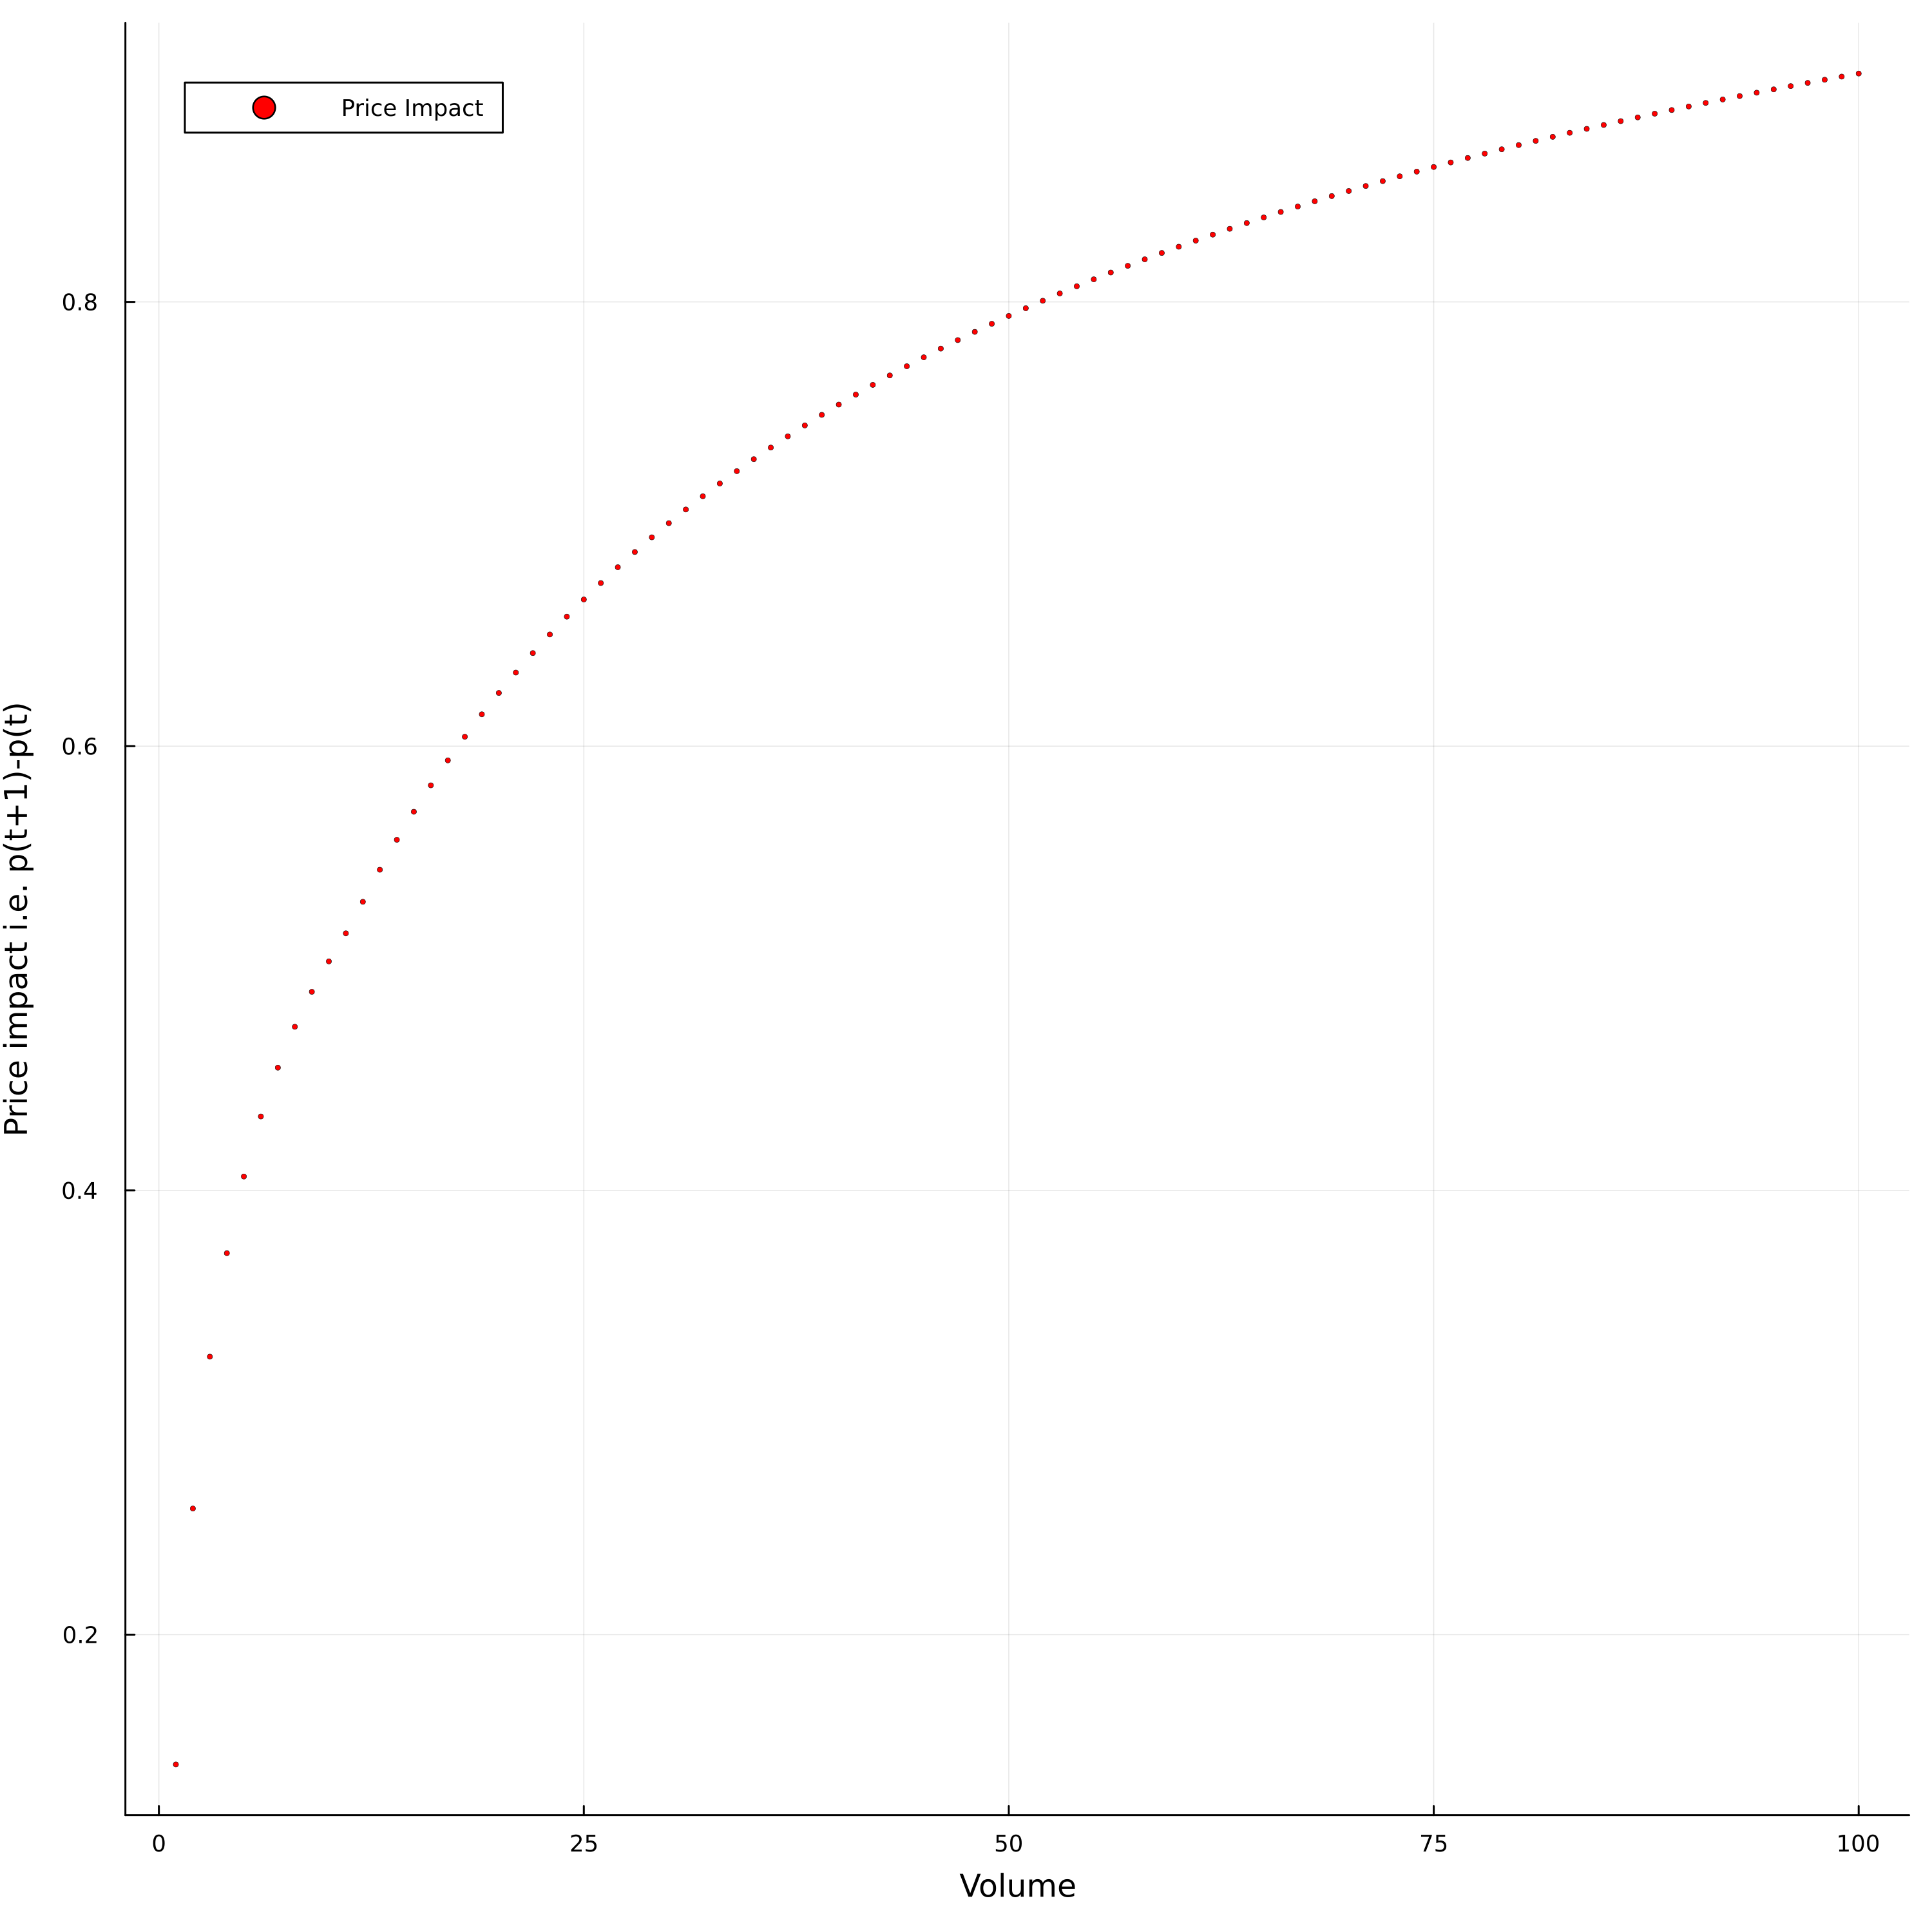 Price Impact
0.8
0.6
0.4
0.2
Price impact i.e. p(t+1)-p(t)
0 25 50 75 100
Volume